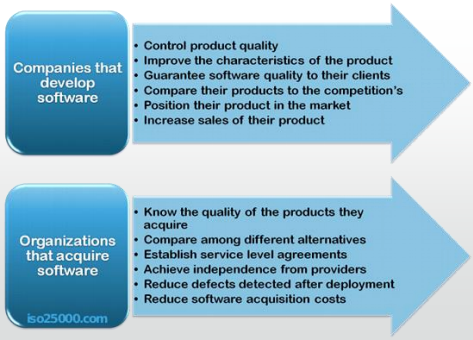 Companies that
develop
software
• Control product quality
• Improve the characteristics of the product
• Guarantee software quality to their clients
• Compare their products to the competition's
• Position their product in the market
• Increase sales of their product
Organizations
that acquire
software
iso25000.com
• Know the quality of the products they
acquire
• Compare among different alternatives
• Establish service level agreements
• Achieve independence from providers
• Reduce defects detected after deployment
• Reduce software acquisition costs